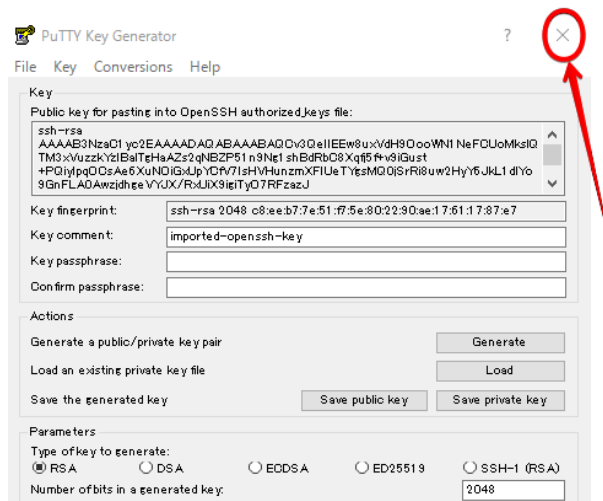 PuTTY Key Generator
File Key Conversions Help
Key
Public key for pasting into OpenSSH authorized_keys file:
ssh-rsa
AAAAB3NzaC1yc2EAAAADAQABAAABAQCv3QeIIEEw8uxVdH9OooWN1NeFCUoMksIQ
TM3xVuzzkYzIBaITgHaAZs2qNBZP51n9Ng1shBdRbC8Xqfj5ft+v9iGust
+PQiyIpqOCsAe6XuNOiGxUpYCfV7IsHVHunzmXFIUeTYgsMQ0jSrRi8uw2HyY5JKL1dIYo
9GnFLA0AwzjdhgeVYJX/RxUiX9igiTyO7RFzazJ
Key fingerprint: ssh-rsa 2048 c8:ee:b7:7e:51:f7:5e:80:22:90:ae:17:61:17:87:e7
Key comment: imported-openssh-key
Key passphrase:
Confirm passphrase:
Actions
Generate a public/private key pair Generate
Load an existing private key file Load
Save the generated key Save public key Save private key
Parameters
Type of key to generate:
RSA DSA ECDSA ED25519 SSH-1 (RSA)
Number of bits in a generated key: 2048